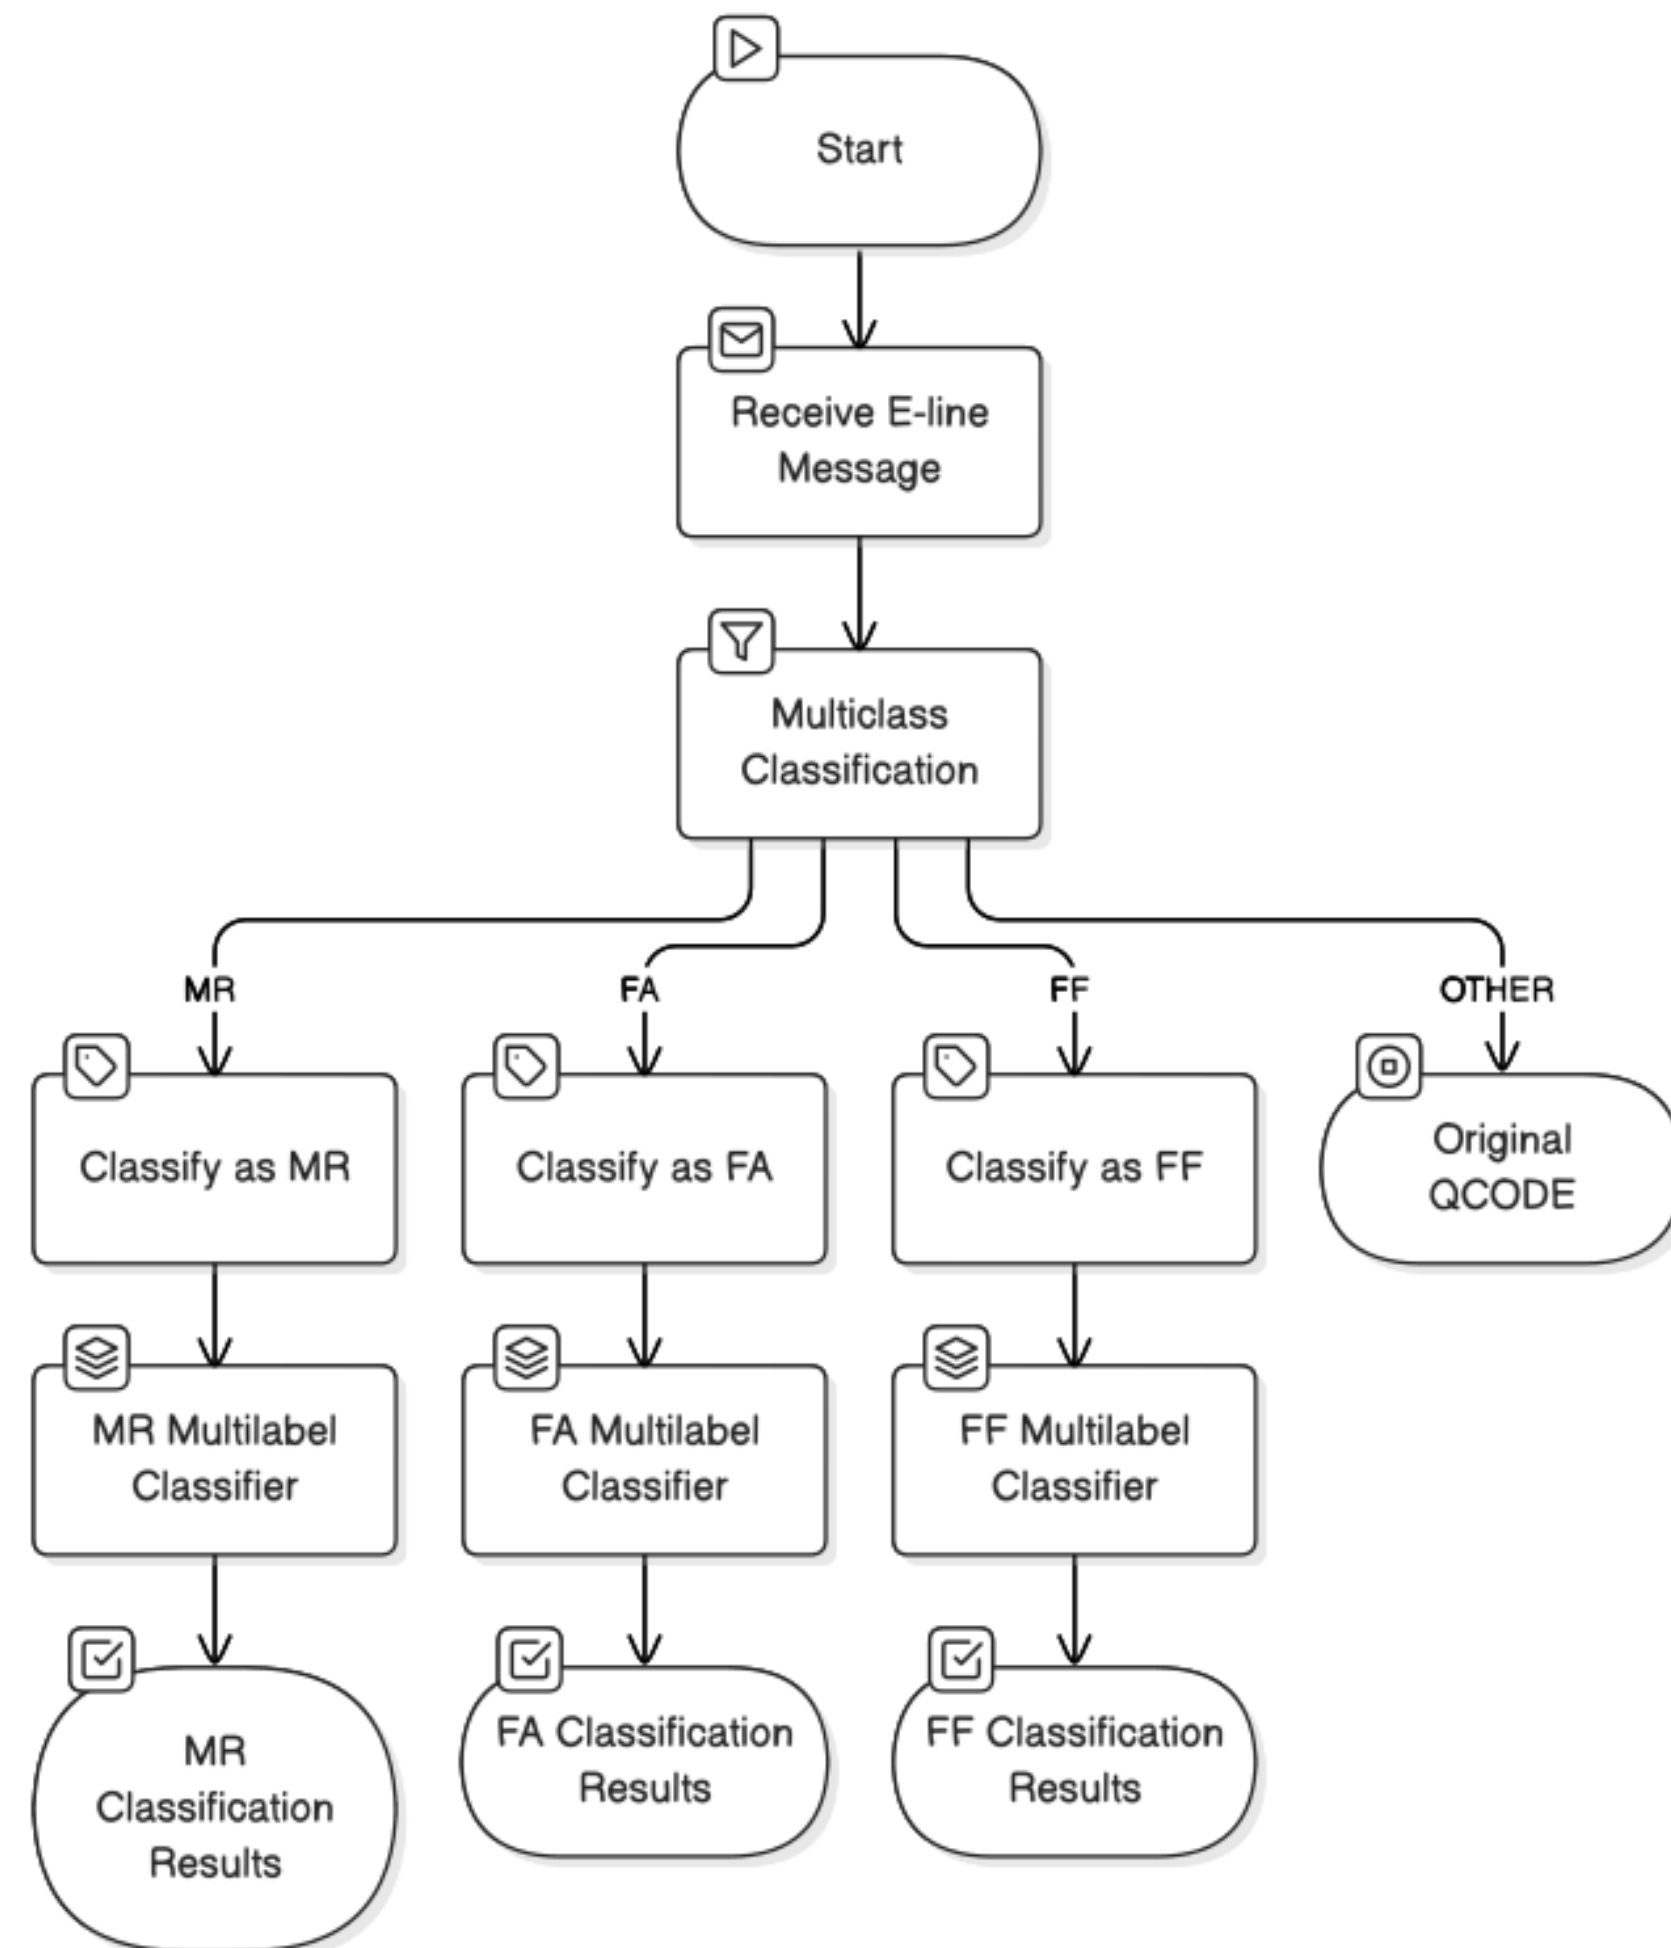 Start
Receive E-line
Message
Multiclass
Classification
MR
FA
FF
OTHER
Classify as MR
Classify as FA
Classify as FF
Original
QCODE
MR Multilabel
Classifier
FA Multilabel
Classifier
FF Multilabel
Classifier
MR
Classification
Results
FA Classification
Results
FF Classification
Results